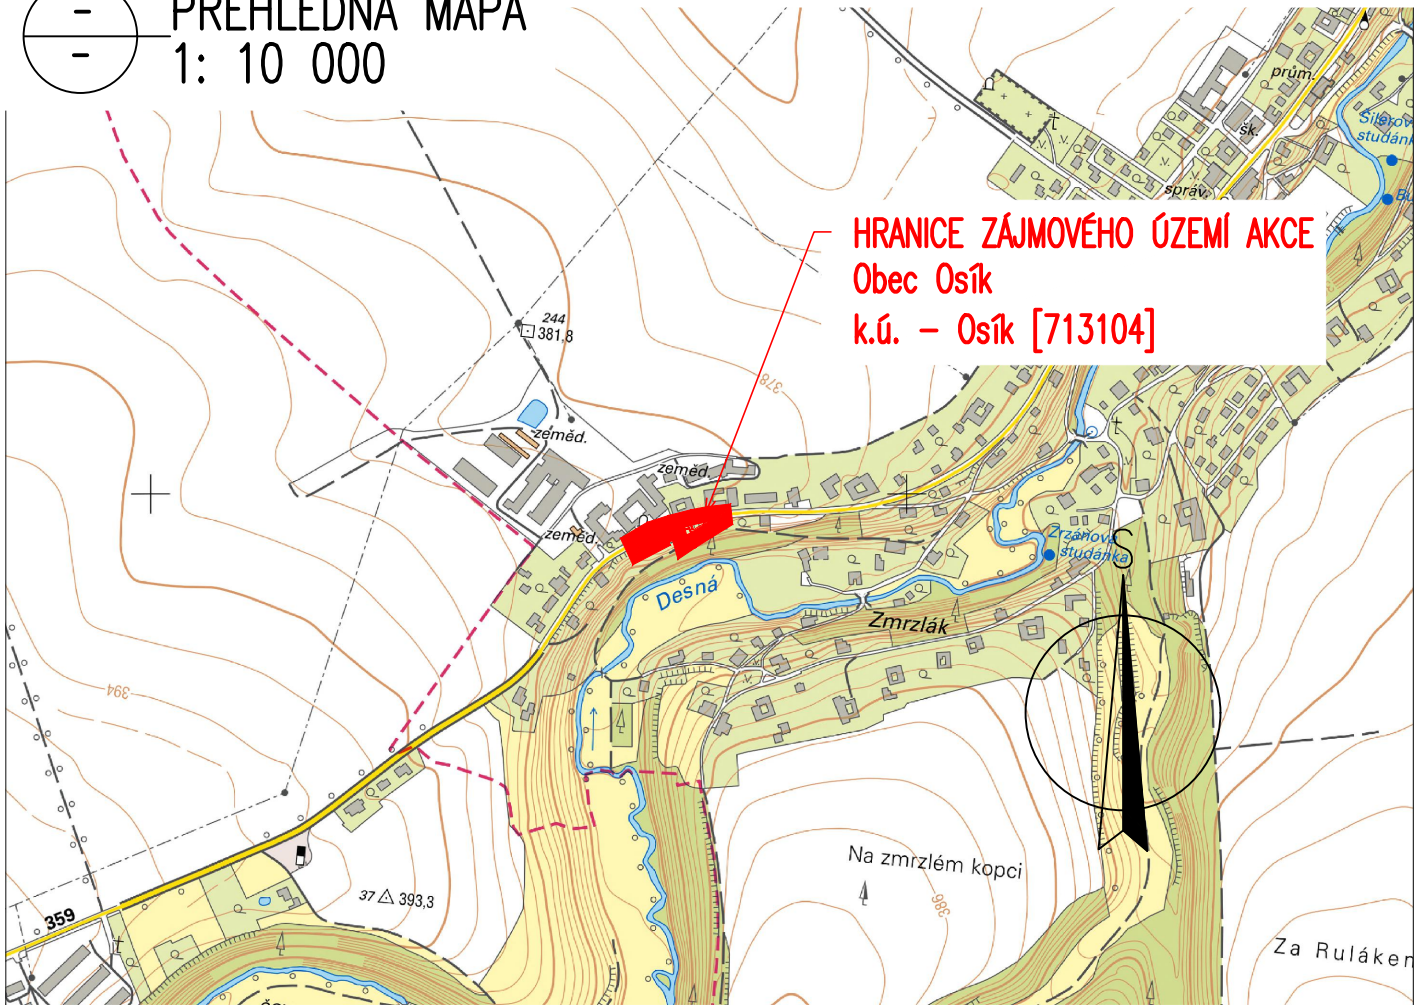 -
-
PŘEHLEDNÁ MAPA
1: 10 000
prům.
šk.
správ.
studánk
HRANICE ZÁJMOVÉHO ÚZEMÍ AKCE
Obec Osík
k.ú. - Osík [713104]
244
381,8
378
zeměd.
zeměd.
zeměd.
Desná
Zrzánova
studánka
S
Zmrzlák
394
Na zmrzlém kopci
37 393,3
386
359
Za Ruláken